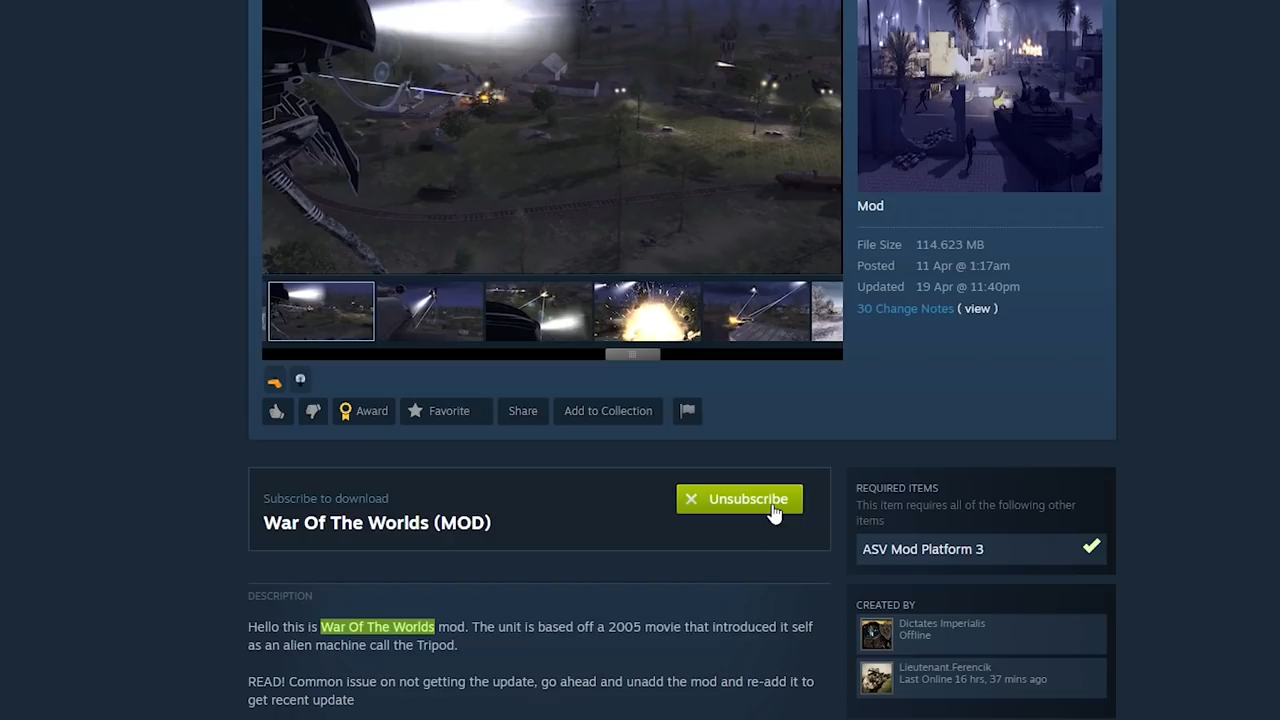 Mod
File Size 114.623 MB
Posted 11 Apr @ 1:17am
Updated 19 Apr @ 11:40pm
30 Change Notes ( view )
Award
Favorite
Share
Add to Collection
Subscribe to download
War Of The Worlds (MOD)
Unsubscribe
REQUIRED ITEMS
This item requires all of the following other
items
ASV Mod Platform 3
DESCRIPTION
Hello this is War Of The Worlds mod. The unit is based off a 2005 movie that introduced it self
as an alien machine call the Tripod.
READ! Common issue on not getting the update, go ahead and unadd the mod and re-add it to
get recent update
CREATED BY
Dictates Imperialis
Offline
Lieutenant.Ferencik
Last Online 16 hrs, 37 mins ago